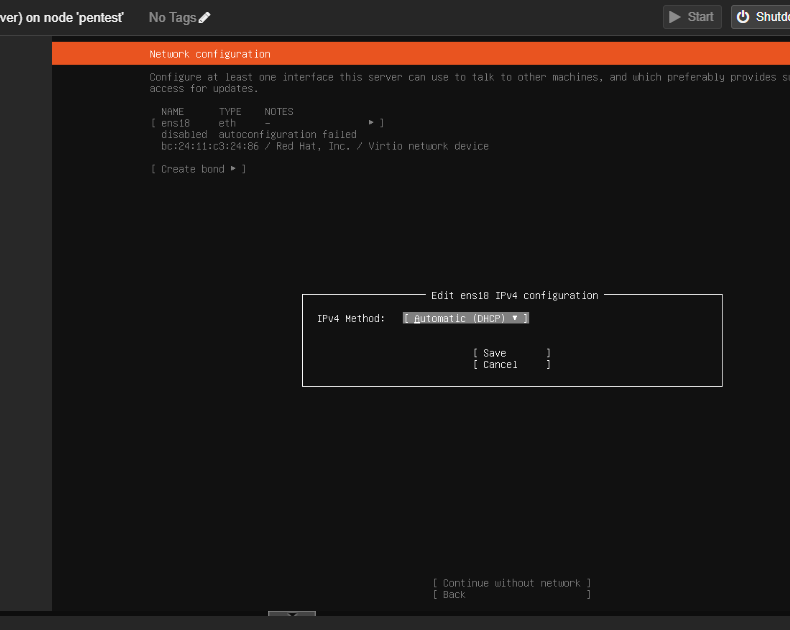 ver) on node 'pentest' No Tags Start Shutdo
Network configuration
Configure at least one interface this server can use to talk to other machines, and which preferably provides
access for updates.
NAME TYPE NOTES
[ ens18 eth - ▸ ]
disabled autoconfiguration failed
bc:24:11:c3:24:86 / Red Hat, Inc. / Virtio network device
[ Create bond ▸ ]
Edit ens18 IPv4 configuration
IPv4 Method: [ Automatic (DHCP) ▾ ]
[ Save ]
[ Cancel ]
[ Continue without network ]
[ Back ]